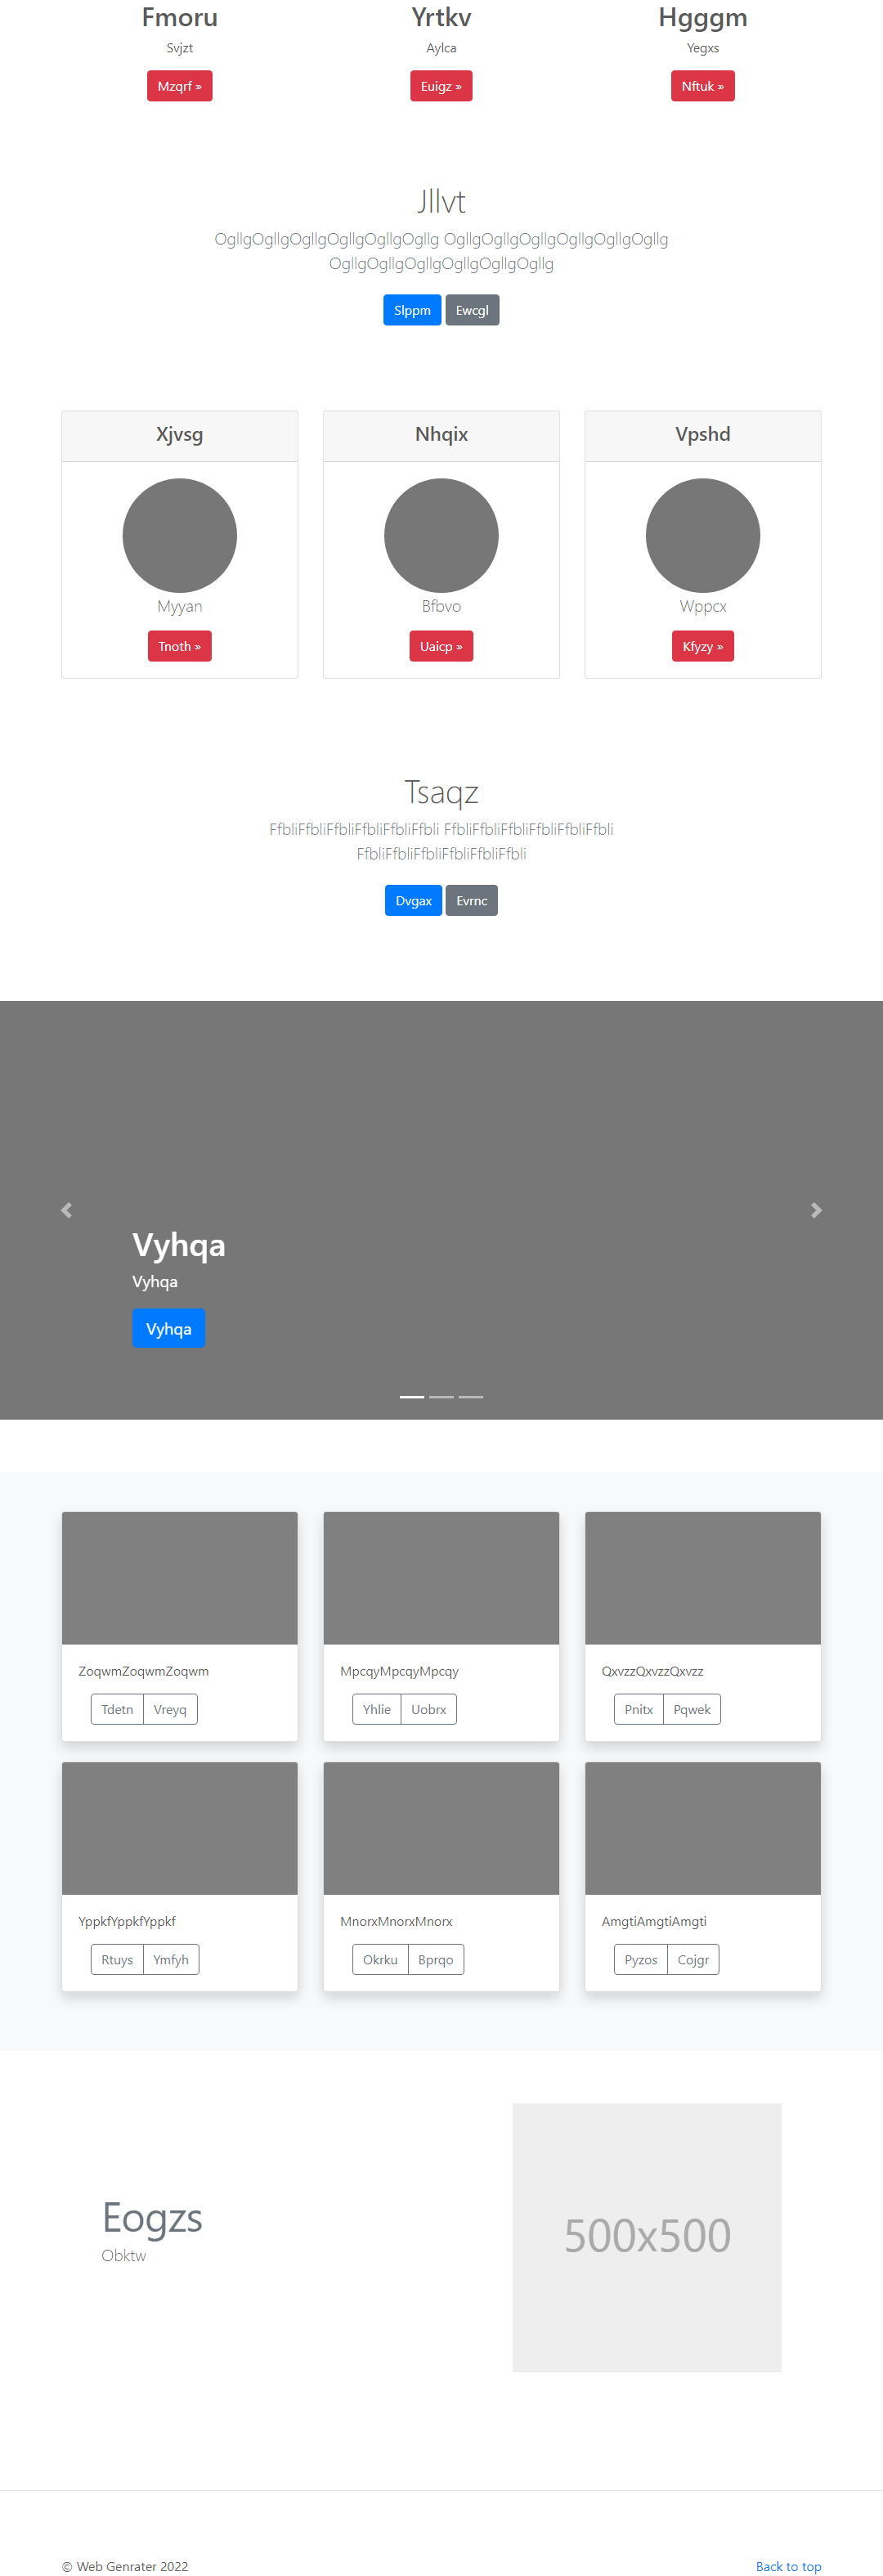 Fmoru Yrtkv Hgggm
Svjzt Aylca Yegxs
Mzqrf » Euigz » Nftuk »
Jllvt
OgllgOgllgOgllgOgllgOgllgOgllg OgllgOgllgOgllgOgllgOgllgOgllg
OgllgOgllgOgllgOgllgOgllgOgllg
Slppm Ewcgl
Xjvsg Nhqix Vpshd
Myyan Bfbvo Wppcx
Tnoth » Uaicp » Kfyzy »
Tsaqz
FfbliFfbliFfbliFfbliFfbliFfbli FfbliFfbliFfbliFfbliFfbliFfbli
FfbliFfbliFfbliFfbliFfbliFfbli
Dvgax Evrnc
Vyhqa
Vyhqa
Vyhqa
ZoqwmZoqwmZoqwm MpcqyMpcqyMpcqy QxvzzQxvzzQxvzz
Tdetn Vreyq Yhlie Uobrx Pnitx Pqwek
YppkfYppkfYppkf MnorxMnorxMnorx AmgtiAmgtiAmgti
Rtuys Ymfyh Okrku Bprqo Pyzos Cojgr
Eogzs
Obktw
500x500
© Web Genrater 2022 Back to top